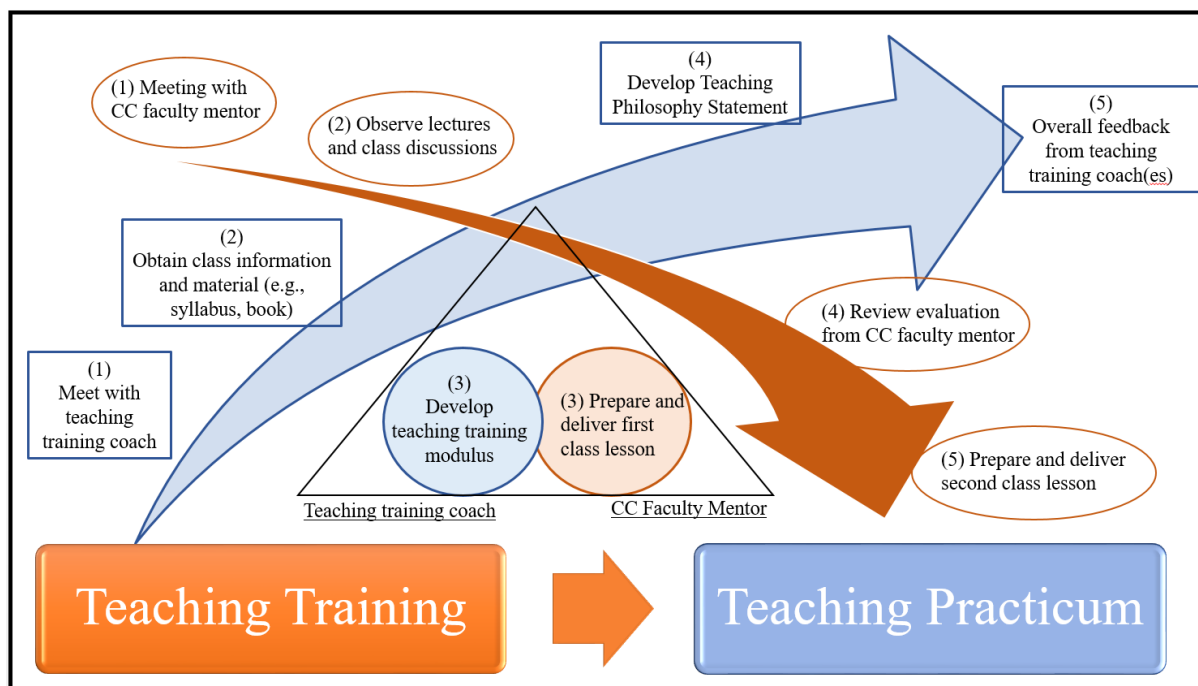 (1) Meeting with
CC faculty mentor
(2) Observe lectures
and class discussions
(4)
Develop Teaching
Philosophy Statement
(5)
Overall feedback
from teaching
training coach(es)
(2)
Obtain class information
and material (e.g.,
syllabus, book)
(4) Review evaluation
from CC faculty mentor
(1)
Meet with
teaching
training coach
(3)
Develop
teaching training
modulus
(3) Prepare and
deliver first
class lesson
(5) Prepare and deliver
second class lesson
Teaching training coach
CC Faculty Mentor
Teaching Training
Teaching Practicum